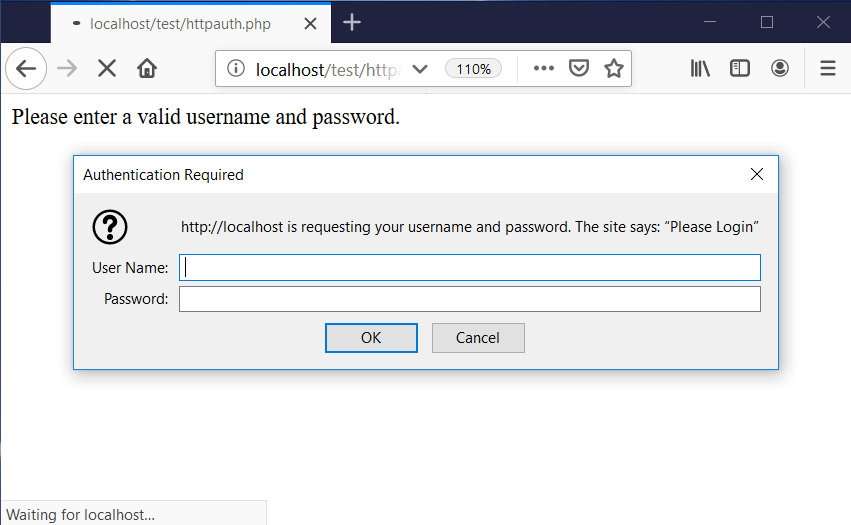 localhost/test/httpauth.php
localhost/test/http
110%
Please enter a valid username and password.
Authentication Required
http://localhost is requesting your username and password. The site says: “Please Login”
User Name:
Password:
OK
Cancel
Waiting for localhost...